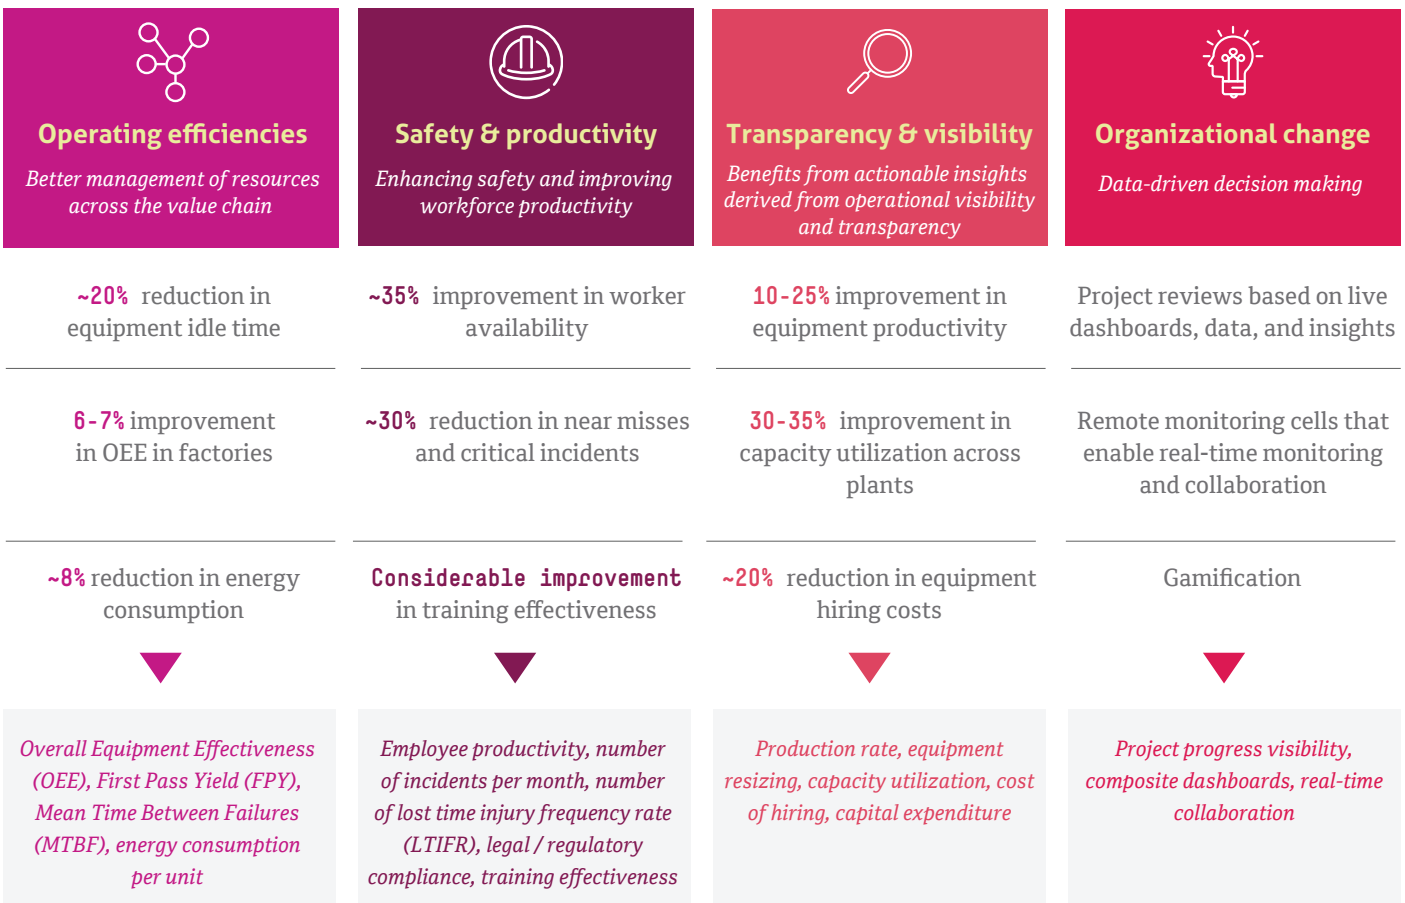 Operating efficiencies
Better management of resources
across the value chain
~20% reduction in
equipment idle time
6-7% improvement
in OEE in factories
~8% reduction in energy
consumption
Overall Equipment Effectiveness
(OEE), First Pass Yield (FPY),
Mean Time Between Failures
(MTBF), energy consumption
per unit
Safety & productivity
Enhancing safety and improving
workforce productivity
~35% improvement in worker
availability
~30% reduction in near misses
and critical incidents
Considerable improvement
in training effectiveness
Employee productivity, number
of incidents per month, number
of lost time injury frequency rate
(LTIFR), legal / regulatory
compliance, training effectiveness
Transparency & visibility
Benefits from actionable insights
derived from operational visibility
and transparency
10-25% improvement in
equipment productivity
30-35% improvement in
capacity utilization across
plants
~20% reduction in equipment
hiring costs
Production rate, equipment
resizing, capacity utilization, cost
of hiring, capital expenditure
Organizational change
Data-driven decision making
Project reviews based on live
dashboards, data, and insights
Remote monitoring cells that
enable real-time monitoring
and collaboration
Gamification
Project progress visibility,
composite dashboards, real-time
collaboration